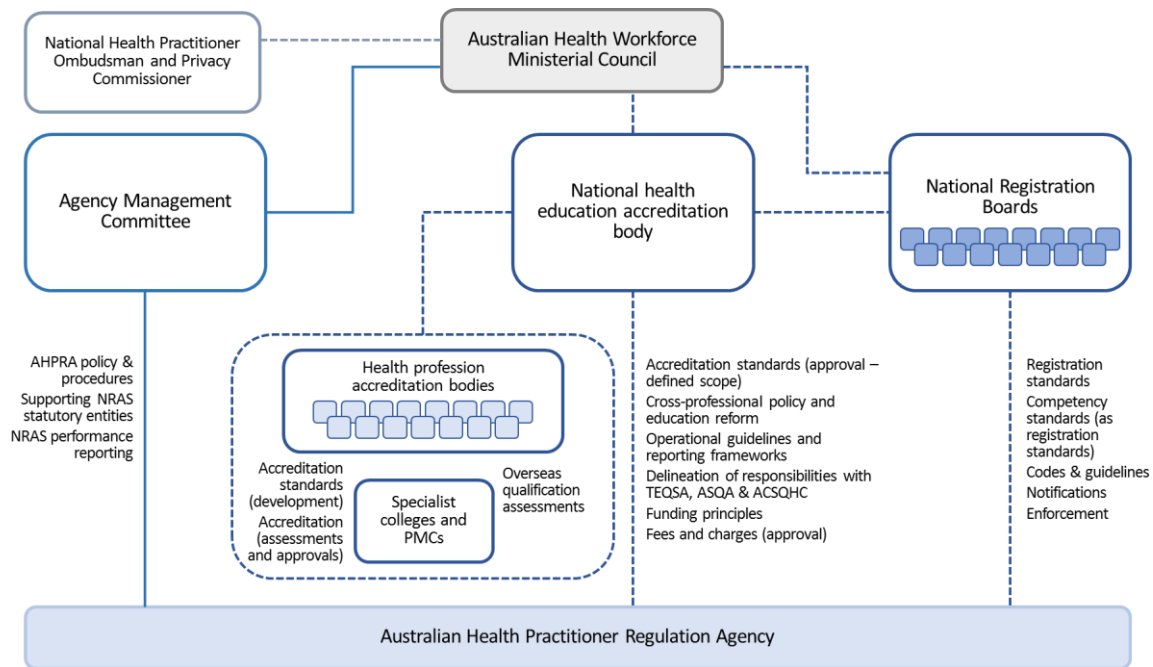 National Health Practitioner
Ombudsman and Privacy
Commissioner
Australian Health Workforce
Ministerial Council
Agency Management
Committee
National health
education accreditation
body
National Registration
Boards
AHPRA policy &
procedures
Supporting NRAS
statutory entities
NRAS performance
reporting
Health profession
accreditation bodies
Accreditation
standards
(development)
Accreditation
(assessments
and approvals)
Specialist
colleges and
PMCs
Overseas
qualification
assessments
Accreditation standards (approval –
defined scope)
Cross-professional policy and
education reform
Operational guidelines and
reporting frameworks
Delineation of responsibilities with
TEQSA, ASQA & ACSQHC
Funding principles
Fees and charges (approval)
Registration
standards
Competency
standards (as
registration
standards)
Codes & guidelines
Notifications
Enforcement
Australian Health Practitioner Regulation Agency